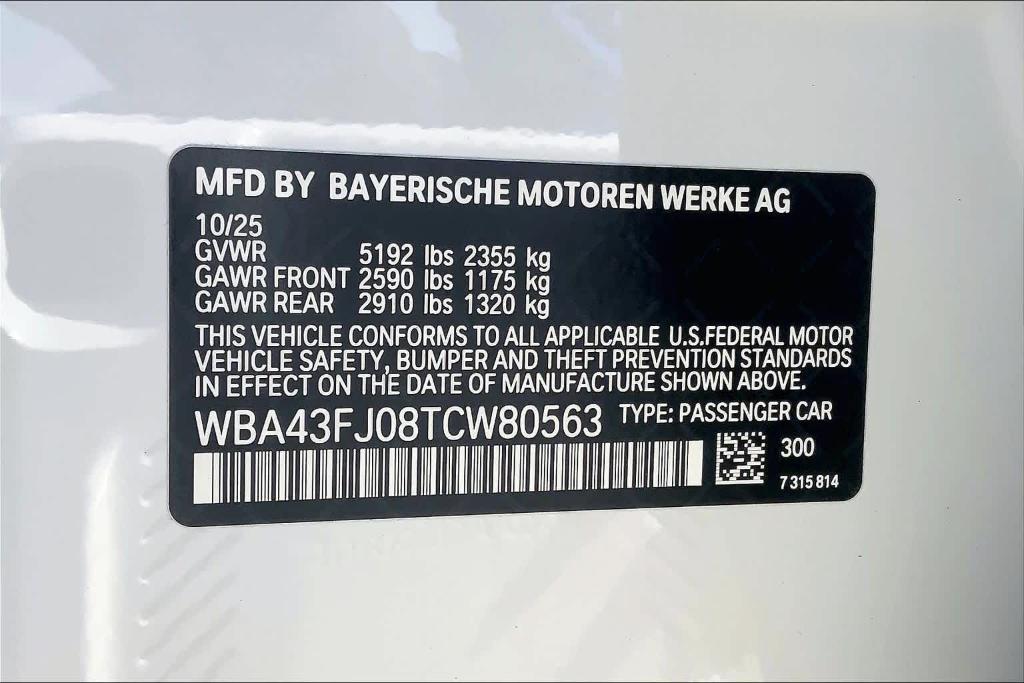 MFD BY BAYERISCHE MOTOREN WERKE AG
10/25
GVWR 5192 lbs 2355 kg
GAWR FRONT 2590 lbs 1175 kg
GAWR REAR 2910 lbs 1320 kg
THIS VEHICLE CONFORMS TO ALL APPLICABLE U.S.FEDERAL MOTOR
VEHICLE SAFETY, BUMPER AND THEFT PREVENTION STANDARDS
IN EFFECT ON THE DATE OF MANUFACTURE SHOWN ABOVE.
WBA43FJ08TCW80563 TYPE: PASSENGER CAR
300
7 315 814